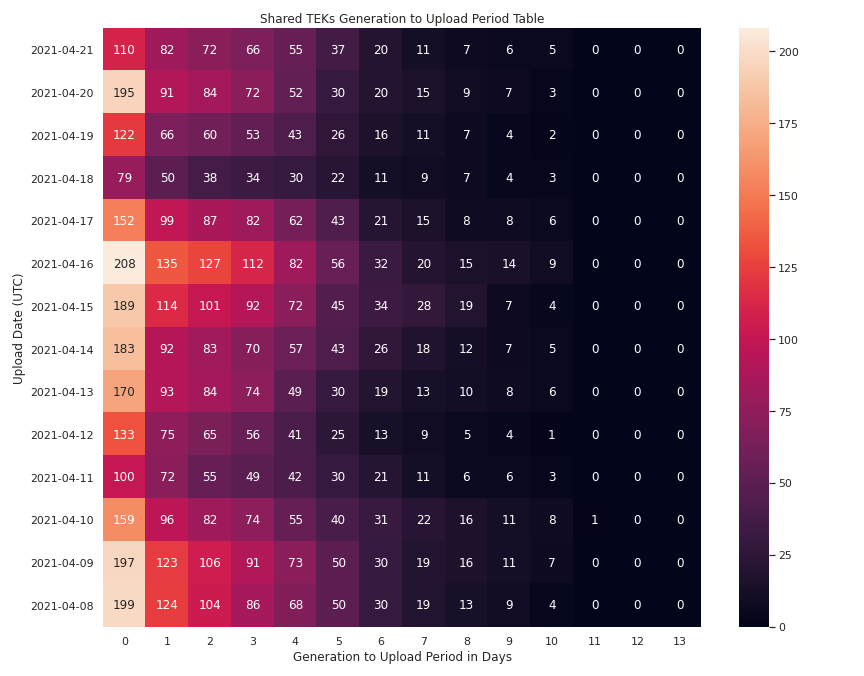 Shared TEKs Generation to Upload Period Table
Upload Date (UTC)
2021-04-21 110 82 72 66 55 37 20 11 7 6 5 0 0 0
2021-04-20 195 91 84 72 52 30 20 15 9 7 3 0 0 0
2021-04-19 122 66 60 53 43 26 16 11 7 4 2 0 0 0
2021-04-18 79 50 38 34 30 22 11 9 7 4 3 0 0 0
2021-04-17 152 99 87 82 62 43 21 15 8 8 6 0 0 0
2021-04-16 208 135 127 112 82 56 32 20 15 14 9 0 0 0
2021-04-15 189 114 101 92 72 45 34 28 19 7 4 0 0 0
2021-04-14 183 92 83 70 57 43 26 18 12 7 5 0 0 0
2021-04-13 170 93 84 74 49 30 19 13 10 8 6 0 0 0
2021-04-12 133 75 65 56 41 25 13 9 5 4 1 0 0 0
2021-04-11 100 72 55 49 42 30 21 11 6 6 3 0 0 0
2021-04-10 159 96 82 74 55 40 31 22 16 11 8 1 0 0
2021-04-09 197 123 106 91 73 50 30 19 16 11 7 0 0 0
2021-04-08 199 124 104 86 68 50 30 19 13 9 4 0 0 0
0 1 2 3 4 5 6 7 8 9 10 11 12 13
Generation to Upload Period in Days
200
175
150
125
100
75
50
25
0